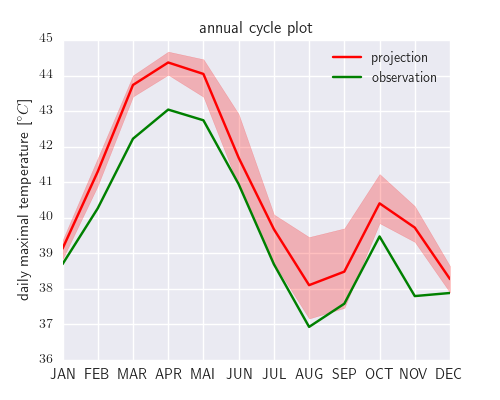 annual cycle plot
daily maximal temperature [°C]
45
44
43
42
41
40
39
38
37
36
projection
observation
JAN FEB MAR APR MAI JUN JUL AUG SEP OCT NOV DEC